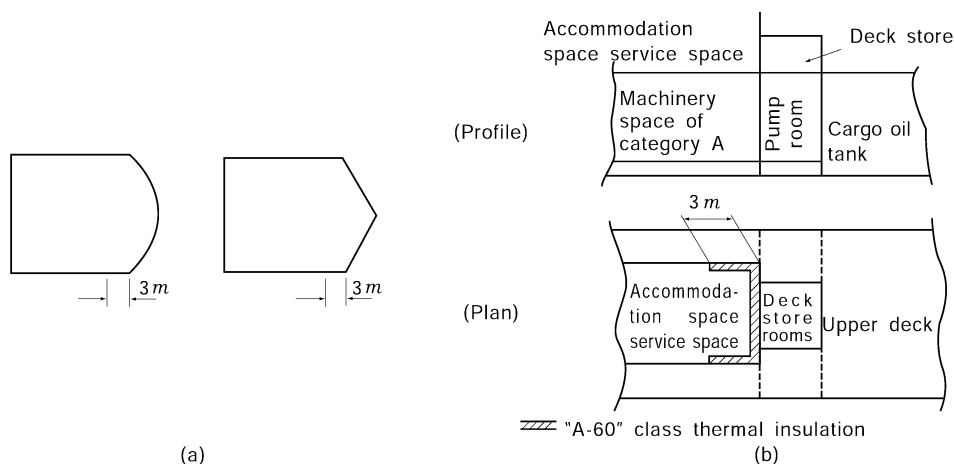 3 m
3 m
(a)
Accommodation
space service space
Deck store
(Profile)
Machinery
space of
category A
Pump
room
Cargo oil
tank
3 m
(Plan)
Accommoda-
tion space
service space
Deck
store
rooms
Upper deck
"A-60" class thermal insulation
(b)